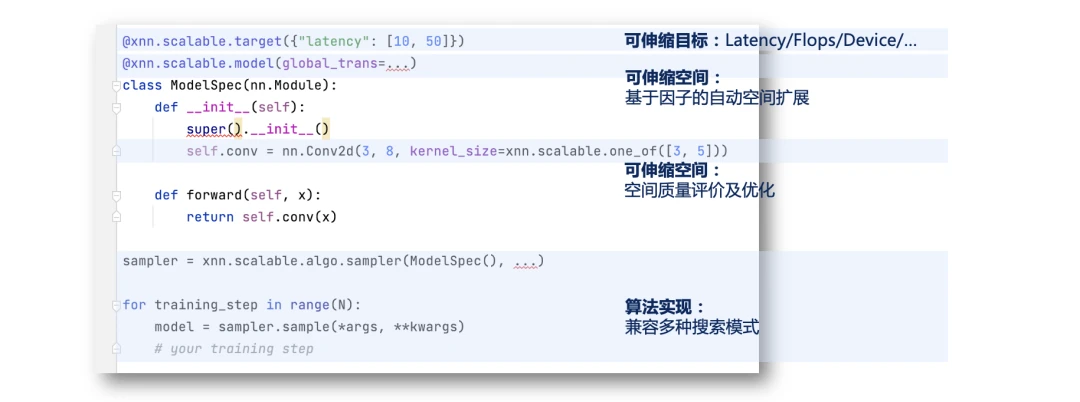 @xnn.scalable.target({"latency": [10, 50]})
可伸缩目标：Latency/Flops/Device/...
@xnn.scalable.model(global_trans=...)
可伸缩空间：
基于因子的自动空间扩展
class ModelSpec(nn.Module):
def __init__(self):
super().__init__()
self.conv = nn.Conv2d(3, 8, kernel_size=xnn.scalable.one_of([3, 5]))
可伸缩空间：
空间质量评价及优化
def forward(self, x):
return self.conv(x)
sampler = xnn.scalable.algo.sampler(ModelSpec(), ...)
for training_step in range(N):
model = sampler.sample(*args, **kwargs)
# your training step
算法实现：
兼容多种搜索模式